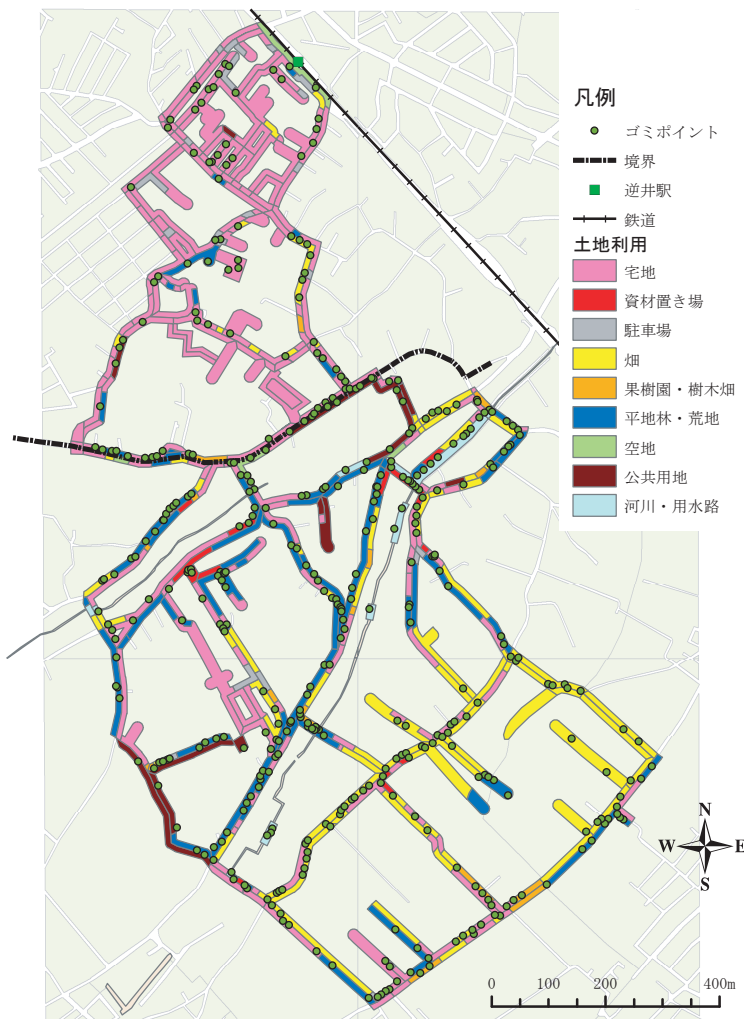 凡例
ゴミポイント
境界
逆井駅
鉄道
土地利用
宅地
資材置き場
駐車場
畑
果樹園・樹木畑
平地林・荒地
空地
公共用地
河川・用水路
N
W E
S
0 100 200 400m